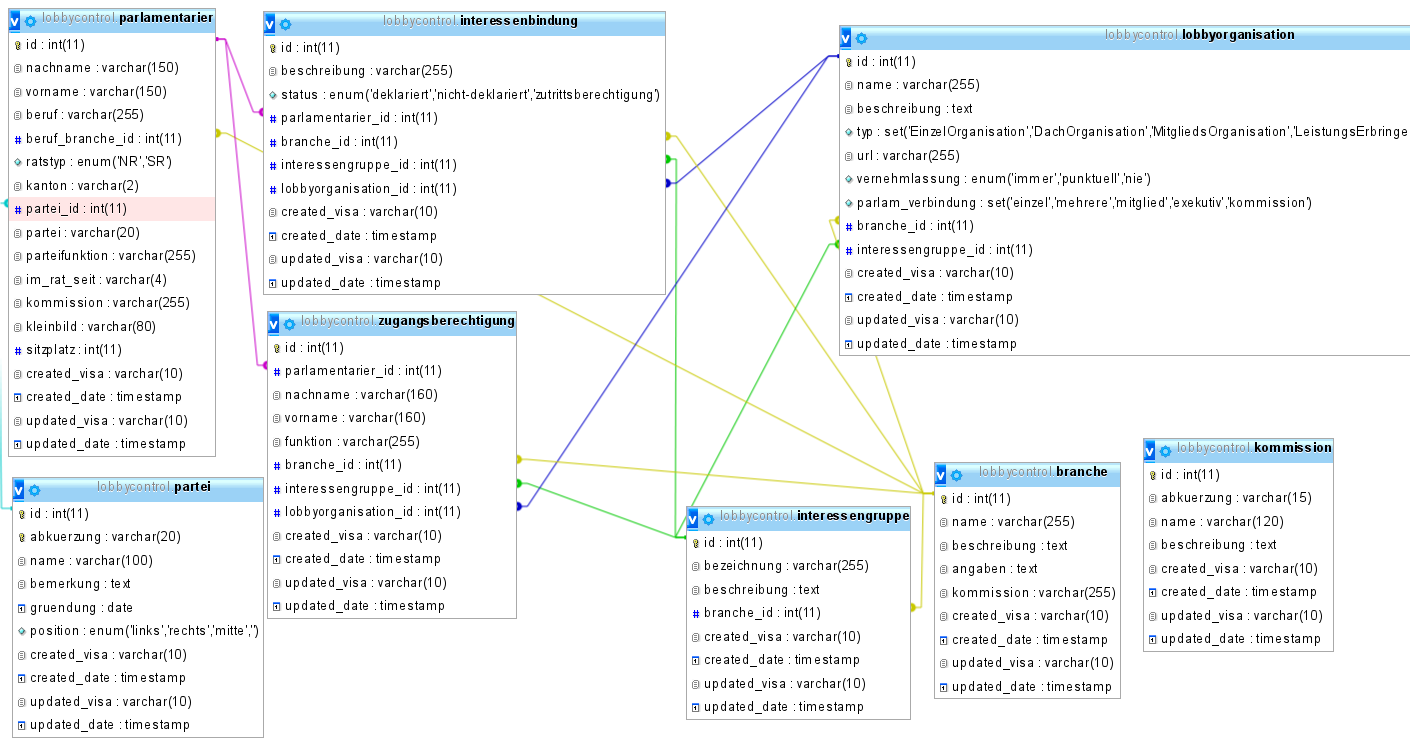 lobbycontrol.parlamentarier
id : int(11)
nachname : varchar(150)
vorname : varchar(150)
beruf : varchar(255)
beruf_branche_id : int(11)
ratstyp : enum('NR','SR')
kanton : varchar(2)
partei_id : int(11)
partei : varchar(20)
parteifunktion : varchar(255)
im_rat_seit : varchar(4)
kommission : varchar(255)
kleinbild : varchar(80)
sitzplatz : int(11)
created_visa : varchar(10)
created_date : timestamp
updated_visa : varchar(10)
updated_date : timestamp
lobbycontrol.partei
id : int(11)
abkuerzung : varchar(20)
name : varchar(100)
bemerkung : text
gruendung : date
position : enum('links','rechts','mitte','')
created_visa : varchar(10)
created_date : timestamp
updated_visa : varchar(10)
updated_date : timestamp
lobbycontrol.interessenbindung
id : int(11)
beschreibung : varchar(255)
status : enum('deklariert','nicht-deklariert','zutrittsberechtigung')
parlamentarier_id : int(11)
branche_id : int(11)
interessengruppe_id : int(11)
lobbyorganisation_id : int(11)
created_visa : varchar(10)
created_date : timestamp
updated_visa : varchar(10)
updated_date : timestamp
lobbycontrol.zugangsberechtigung
id : int(11)
parlamentarier_id : int(11)
nachname : varchar(160)
vorname : varchar(160)
funktion : varchar(255)
branche_id : int(11)
interessengruppe_id : int(11)
lobbyorganisation_id : int(11)
created_visa : varchar(10)
created_date : timestamp
updated_visa : varchar(10)
updated_date : timestamp
lobbycontrol.lobbyorganisation
id : int(11)
name : varchar(255)
beschreibung : text
typ : set('EinzelOrganisation','DachOrganisation','MitgliedsOrganisation','LeistungsErbringe
url : varchar(255)
vernehmlassung : enum('immer','punktuell','nie')
parlam_verbindung : set('einzel','mehrere','mitglied','exekutiv','kommission')
branche_id : int(11)
interessengruppe_id : int(11)
created_visa : varchar(10)
created_date : timestamp
updated_visa : varchar(10)
updated_date : timestamp
lobbycontrol.interessengruppe
id : int(11)
bezeichnung : varchar(255)
beschreibung : text
branche_id : int(11)
created_visa : varchar(10)
created_date : timestamp
updated_visa : varchar(10)
updated_date : timestamp
lobbycontrol.branche
id : int(11)
name : varchar(255)
beschreibung : text
angaben : text
kommission : varchar(255)
created_visa : varchar(10)
created_date : timestamp
updated_visa : varchar(10)
updated_date : timestamp
lobbycontrol.kommission
id : int(11)
abkuerzung : varchar(15)
name : varchar(120)
beschreibung : text
created_visa : varchar(10)
created_date : timestamp
updated_visa : varchar(10)
updated_date : timestamp